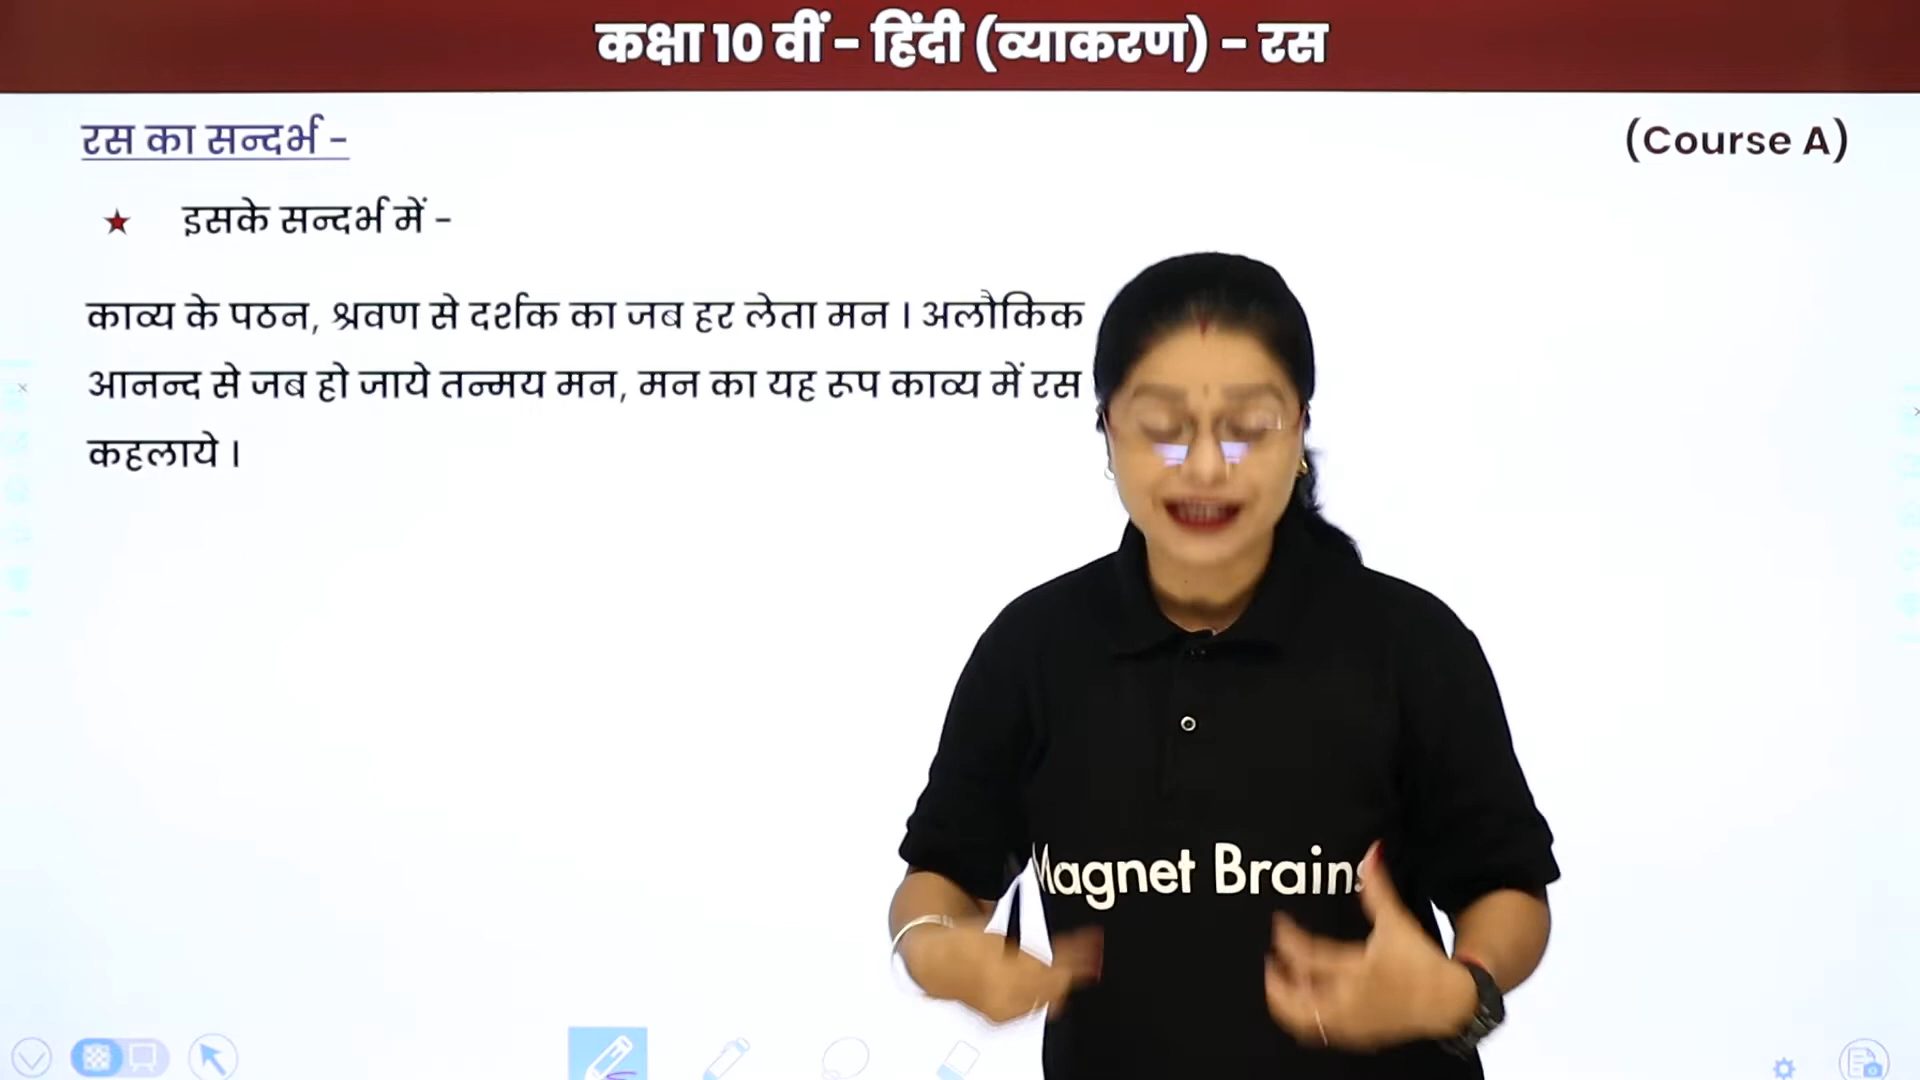 कक्षा 10 वीं – हिंदी (व्याकरण) – रस
रस का सन्दर्भ –
(Course A)
★ इसके सन्दर्भ में –
काव्य के पठन, श्रवण से दर्शक का जब हर लेता मन । अलौकिक
आनन्द से जब हो जाये तन्मय मन, मन का यह रूप काव्य में रस
कहलाये ।
Magnet Brains